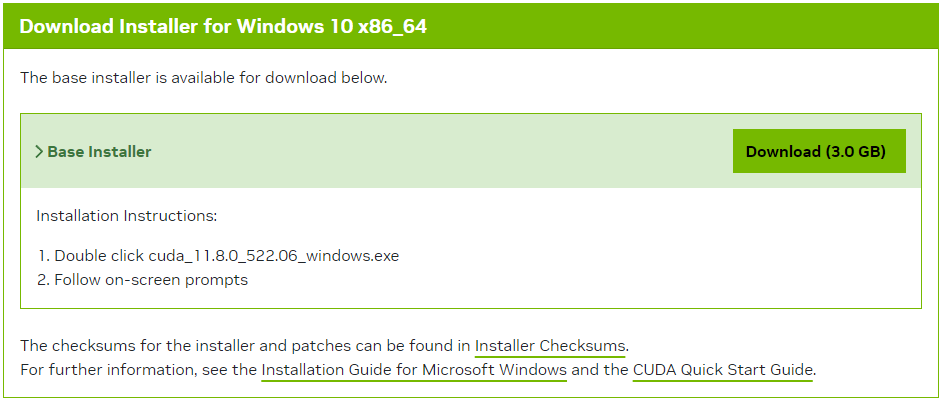 Download Installer for Windows 10 x86_64
The base installer is available for download below.
Base Installer
Download (3.0 GB)
Installation Instructions:
1. Double click cuda_11.8.0_522.06_windows.exe
2. Follow on-screen prompts
The checksums for the installer and patches can be found in Installer Checksums.
For further information, see the Installation Guide for Microsoft Windows and the CUDA Quick Start Guide.